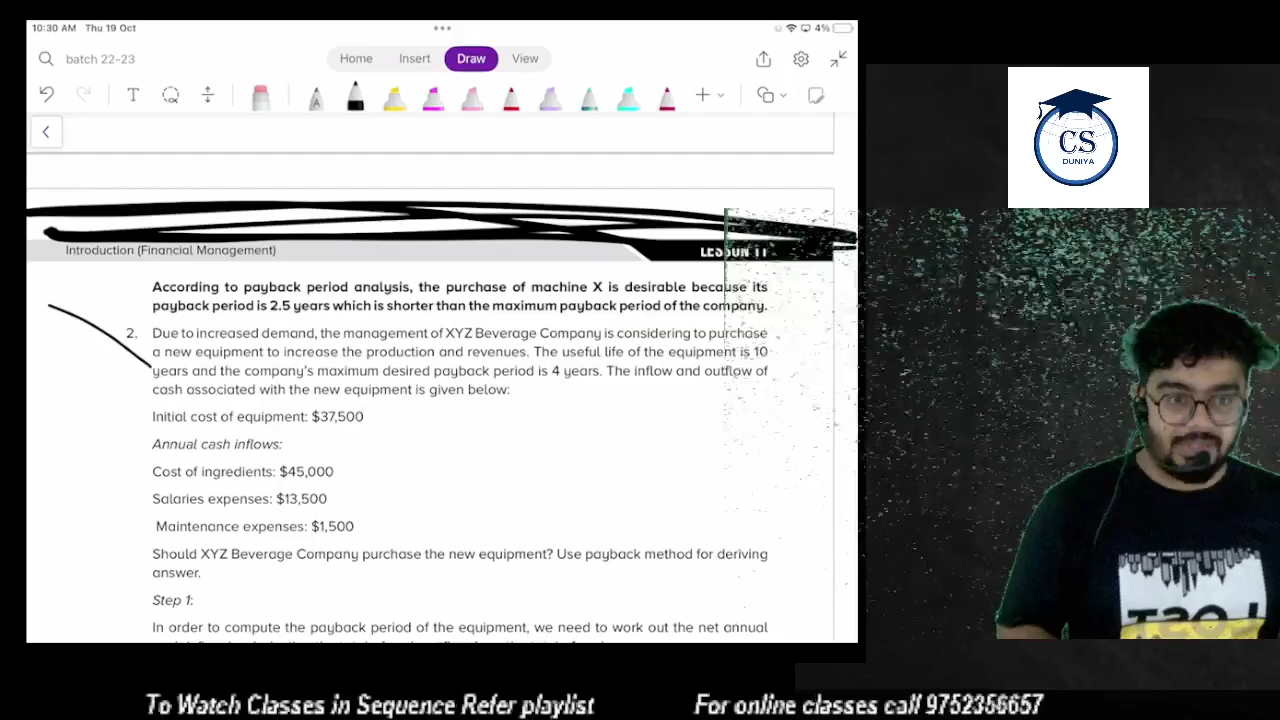 10:30 AM Thu 19 Oct
4%
batch 22-23
Home Insert Draw View
CS
DUNIYA
Introduction (Financial Management)
LESSON 11
According to payback period analysis, the purchase of machine X is desirable because its
payback period is 2.5 years which is shorter than the maximum payback period of the company.
2. Due to increased demand, the management of XYZ Beverage Company is considering to purchase
a new equipment to increase the production and revenues. The useful life of the equipment is 10
years and the company's maximum desired payback period is 4 years. The inflow and outflow of
cash associated with the new equipment is given below:
Initial cost of equipment: $37,500
Annual cash inflows:
Cost of ingredients: $45,000
Salaries expenses: $13,500
Maintenance expenses: $1,500
Should XYZ Beverage Company purchase the new equipment? Use payback method for deriving
answer.
Step 1:
In order to compute the payback period of the equipment, we need to work out the net annual
To Watch Classes in Sequence Refer playlist
For online classes call 9752356657